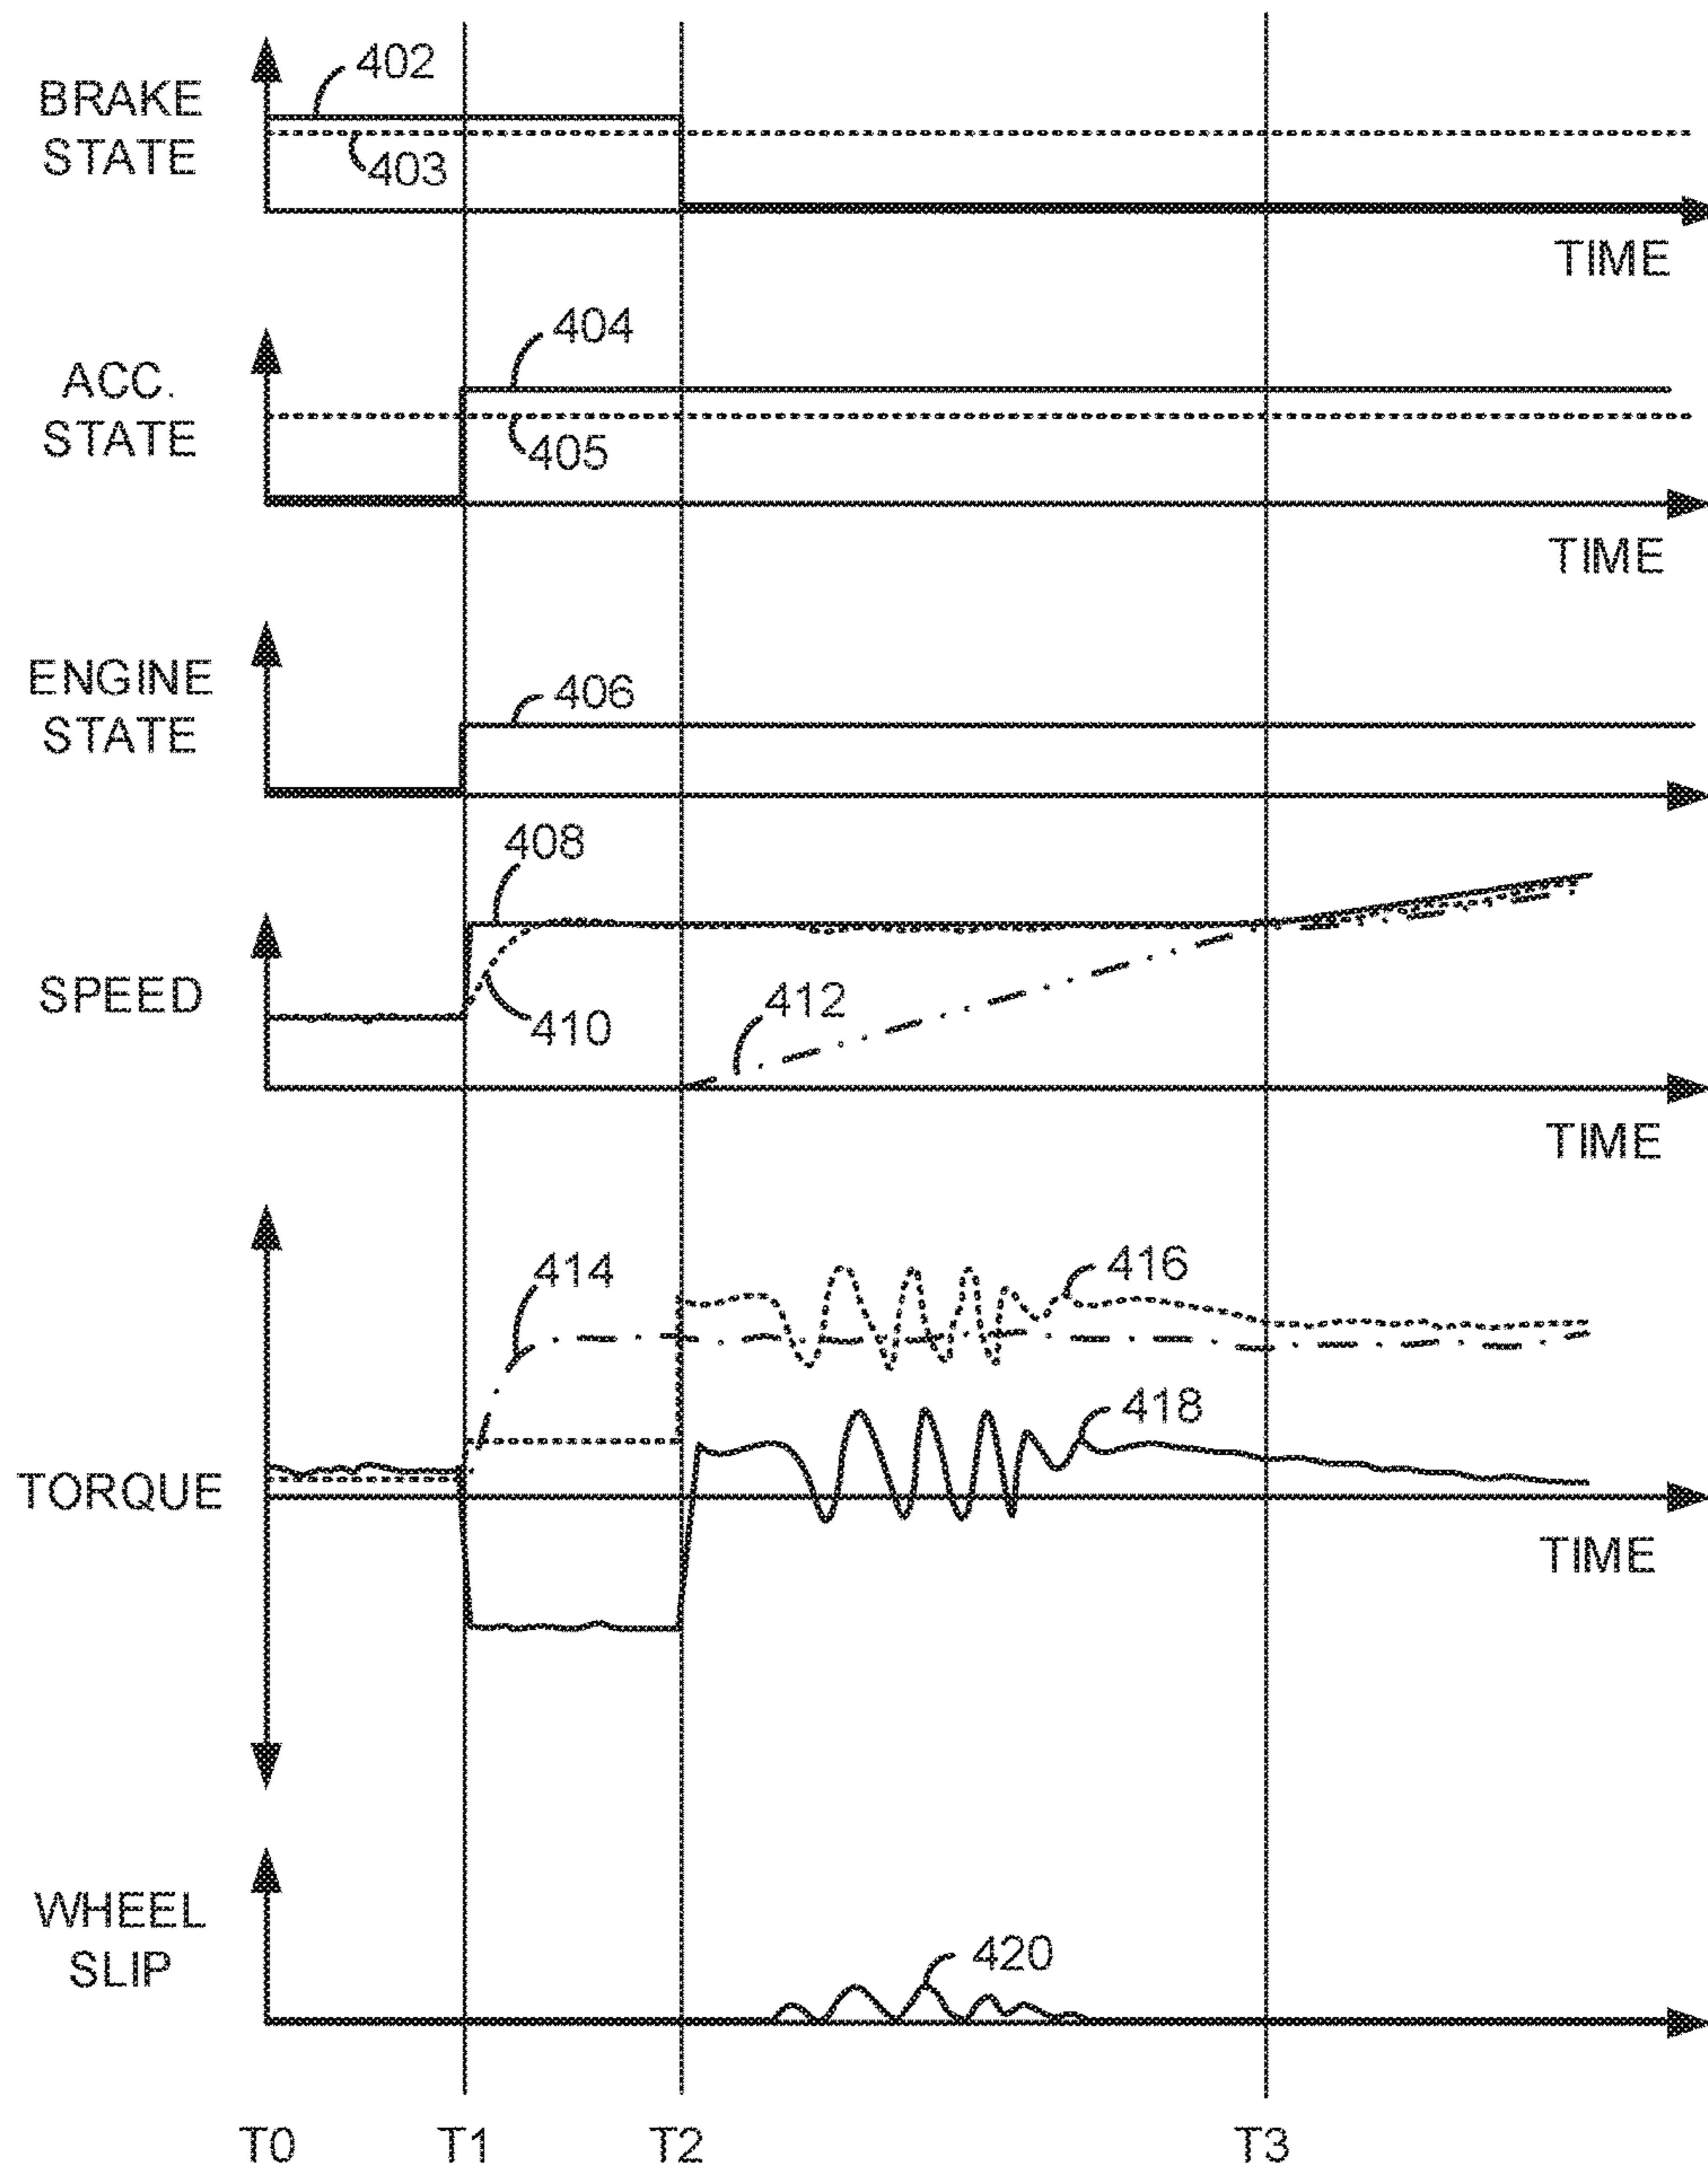 402
BRAKE
STATE
403
TIME
404
ACC.
STATE
405
TIME
ENGINE
STATE
406
408
SPEED
410
412
TIME
414
416
418
TORQUE
TIME
WHEEL
SLIP
420
T0 T1 T2 T3